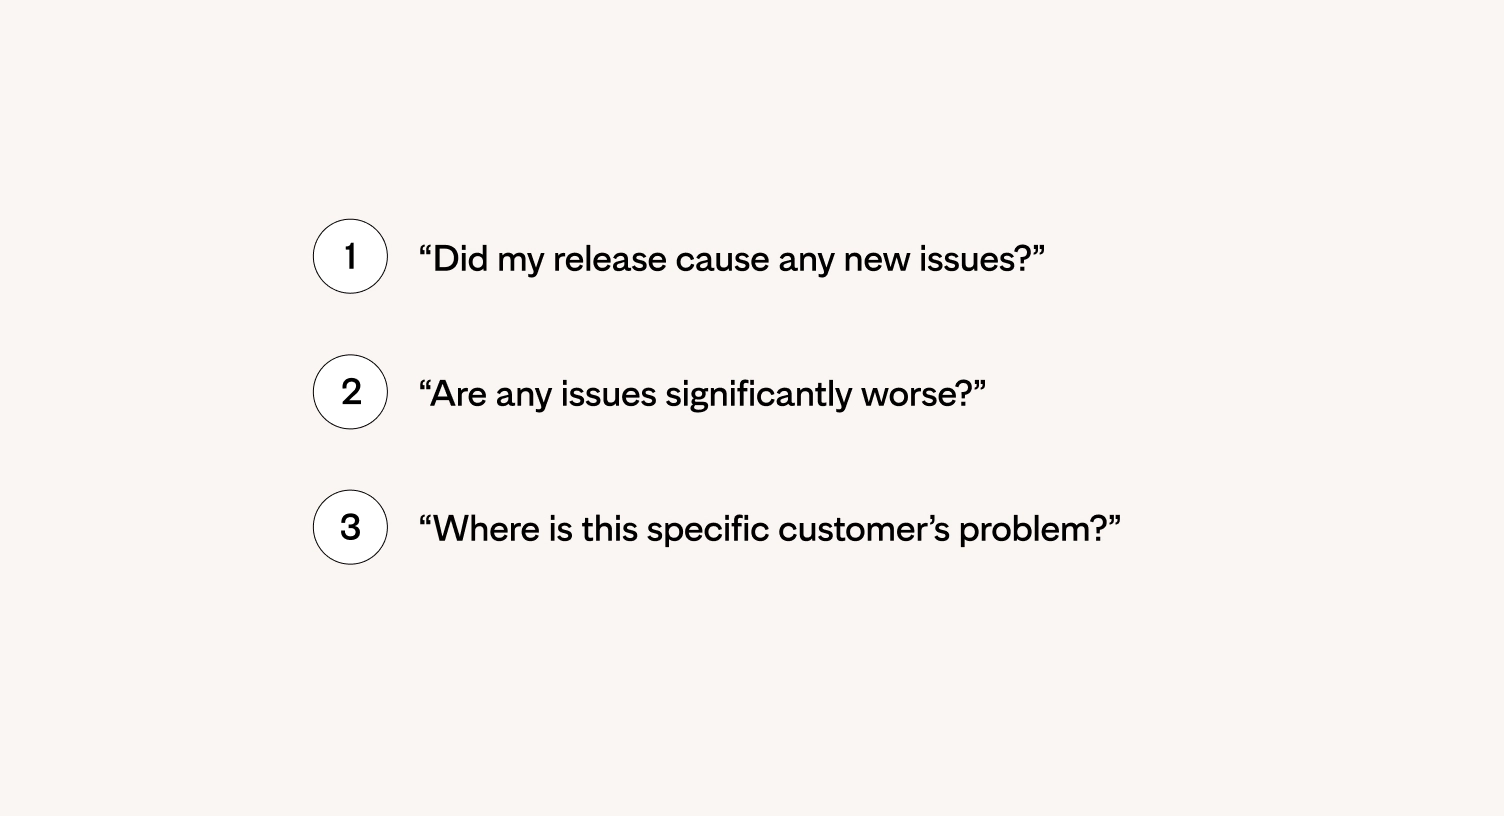 1 “Did my release cause any new issues?”
2 “Are any issues significantly worse?”
3 “Where is this specific customer’s problem?”